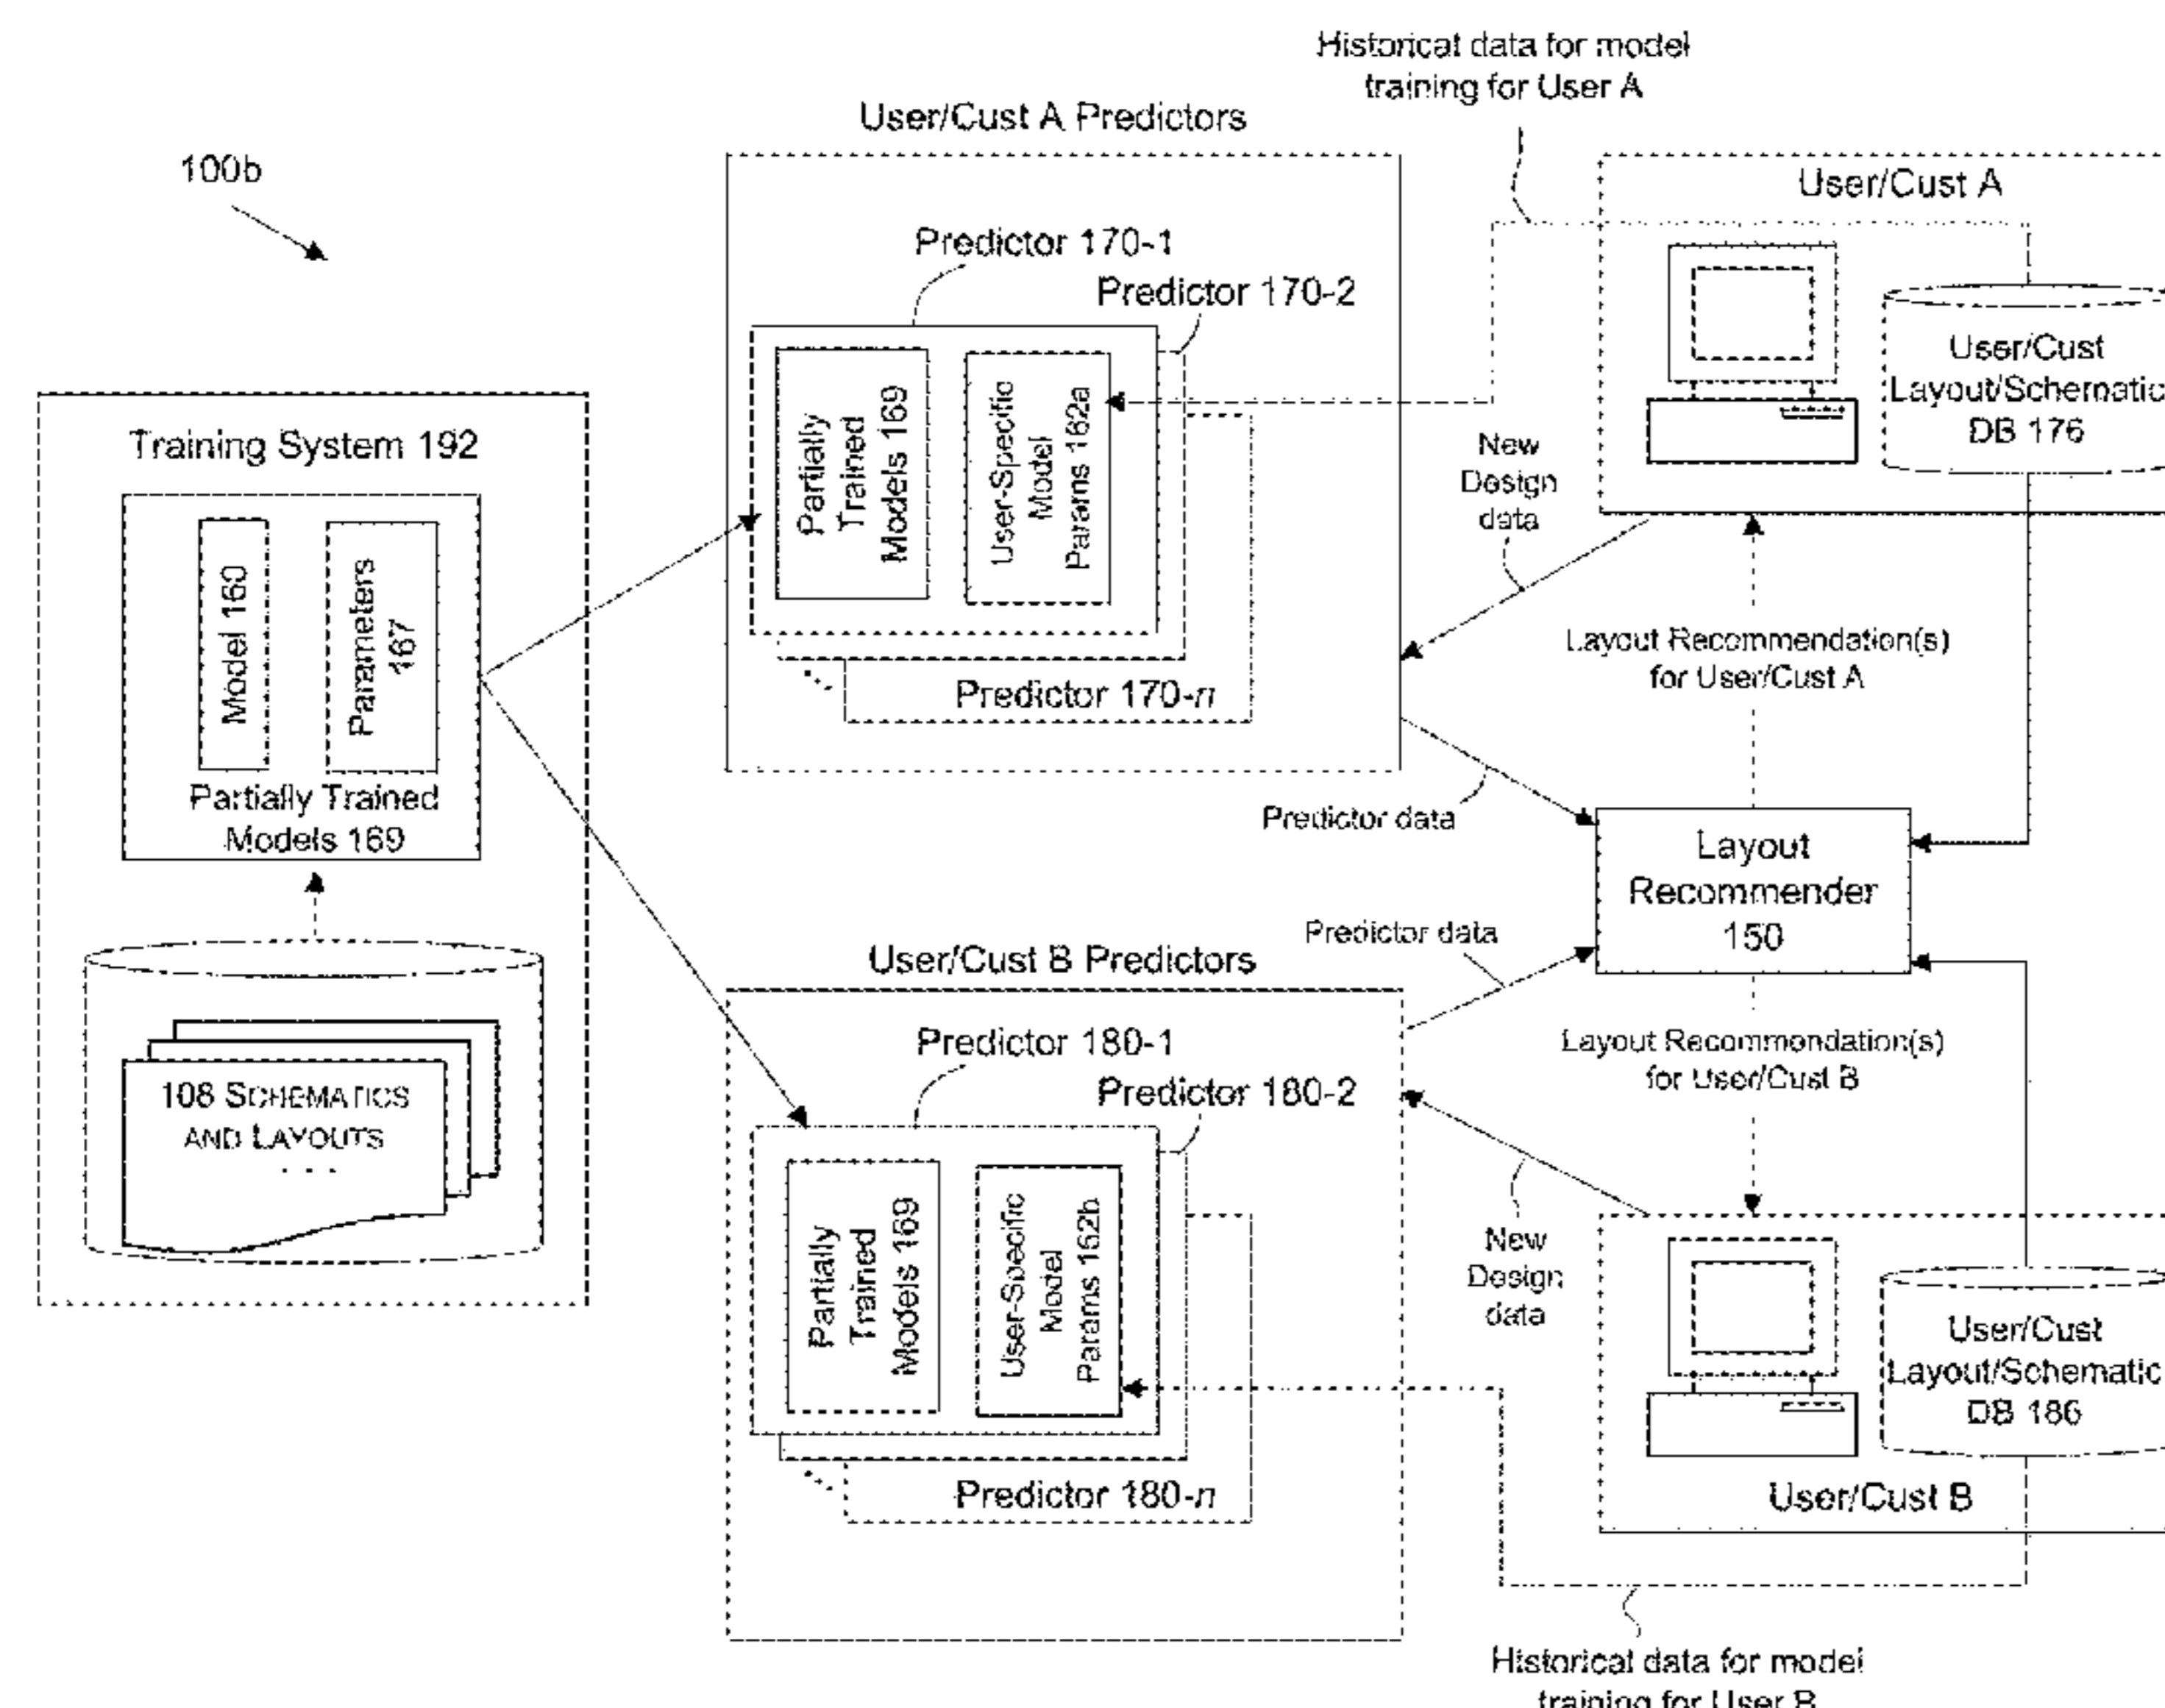 Historical data for model
training for User A
User/Cust A Predictors
100b
User/Cust A
Predictor 170-1
Predictor 170-2
User/Cust
Layout/Schematic
DB 176
Partially
Trained
Models 169
User-Specific
Model
Params 162a
New
Design
data
Training System 192
Model 160
Parameters
167
Partially Trained
Models 169
Layout Recommendation(s)
for User/Cust A
Predictor 170-n
Predictor data
Layout
Recommender
150
Predictor data
User/Cust B Predictors
Predictor 180-1
Predictor 180-2
Layout Recommendation(s)
for User/Cust B
108 SCHEMATICS
AND LAYOUTS
. . .
Partially
Trained
Models 169
User-Specific
Model
Params 162b
New
Design
data
User/Cust
Layout/Schematic
DB 186
Predictor 180-n
User/Cust B
Historical data for model
training for User B